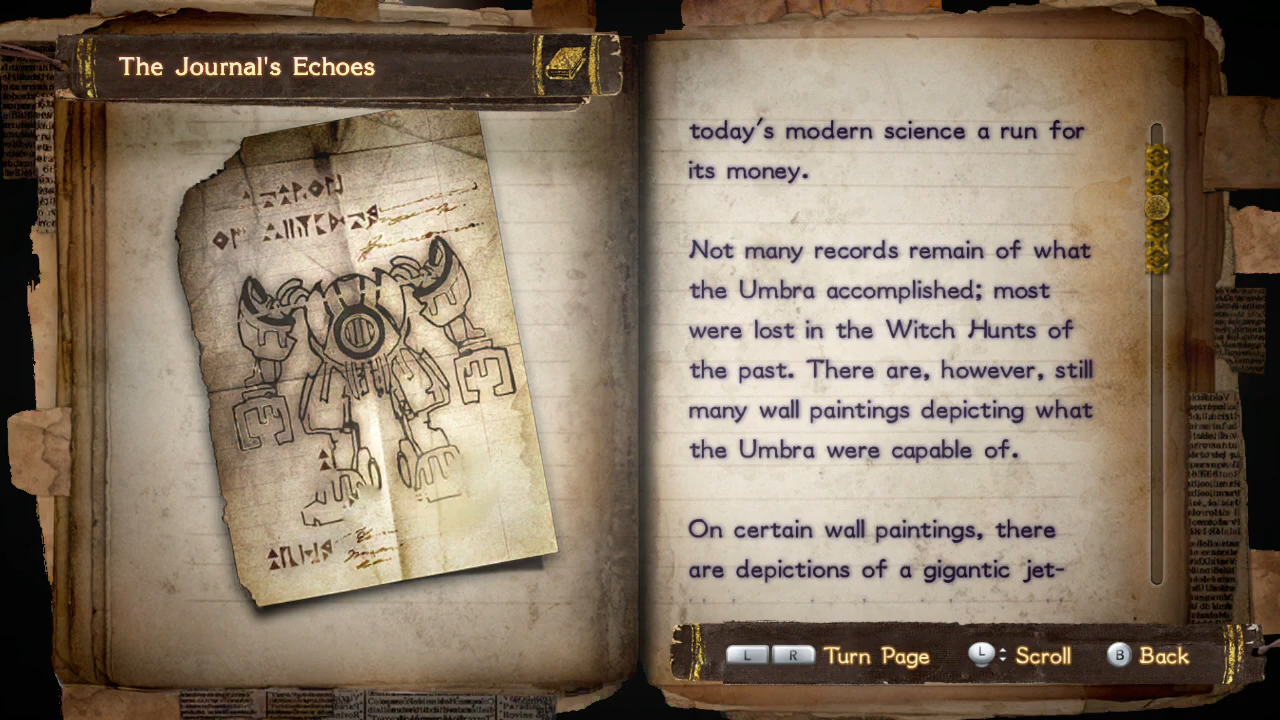 The Journal's Echoes
today's modern science a run for
its money.
Not many records remain of what
the Umbra accomplished; most
were lost in the Witch Hunts of
the past. There are, however, still
many wall paintings depicting what
the Umbra were capable of.
On certain wall paintings, there
are depictions of a gigantic jet-
L R Turn Page L Scroll B Back